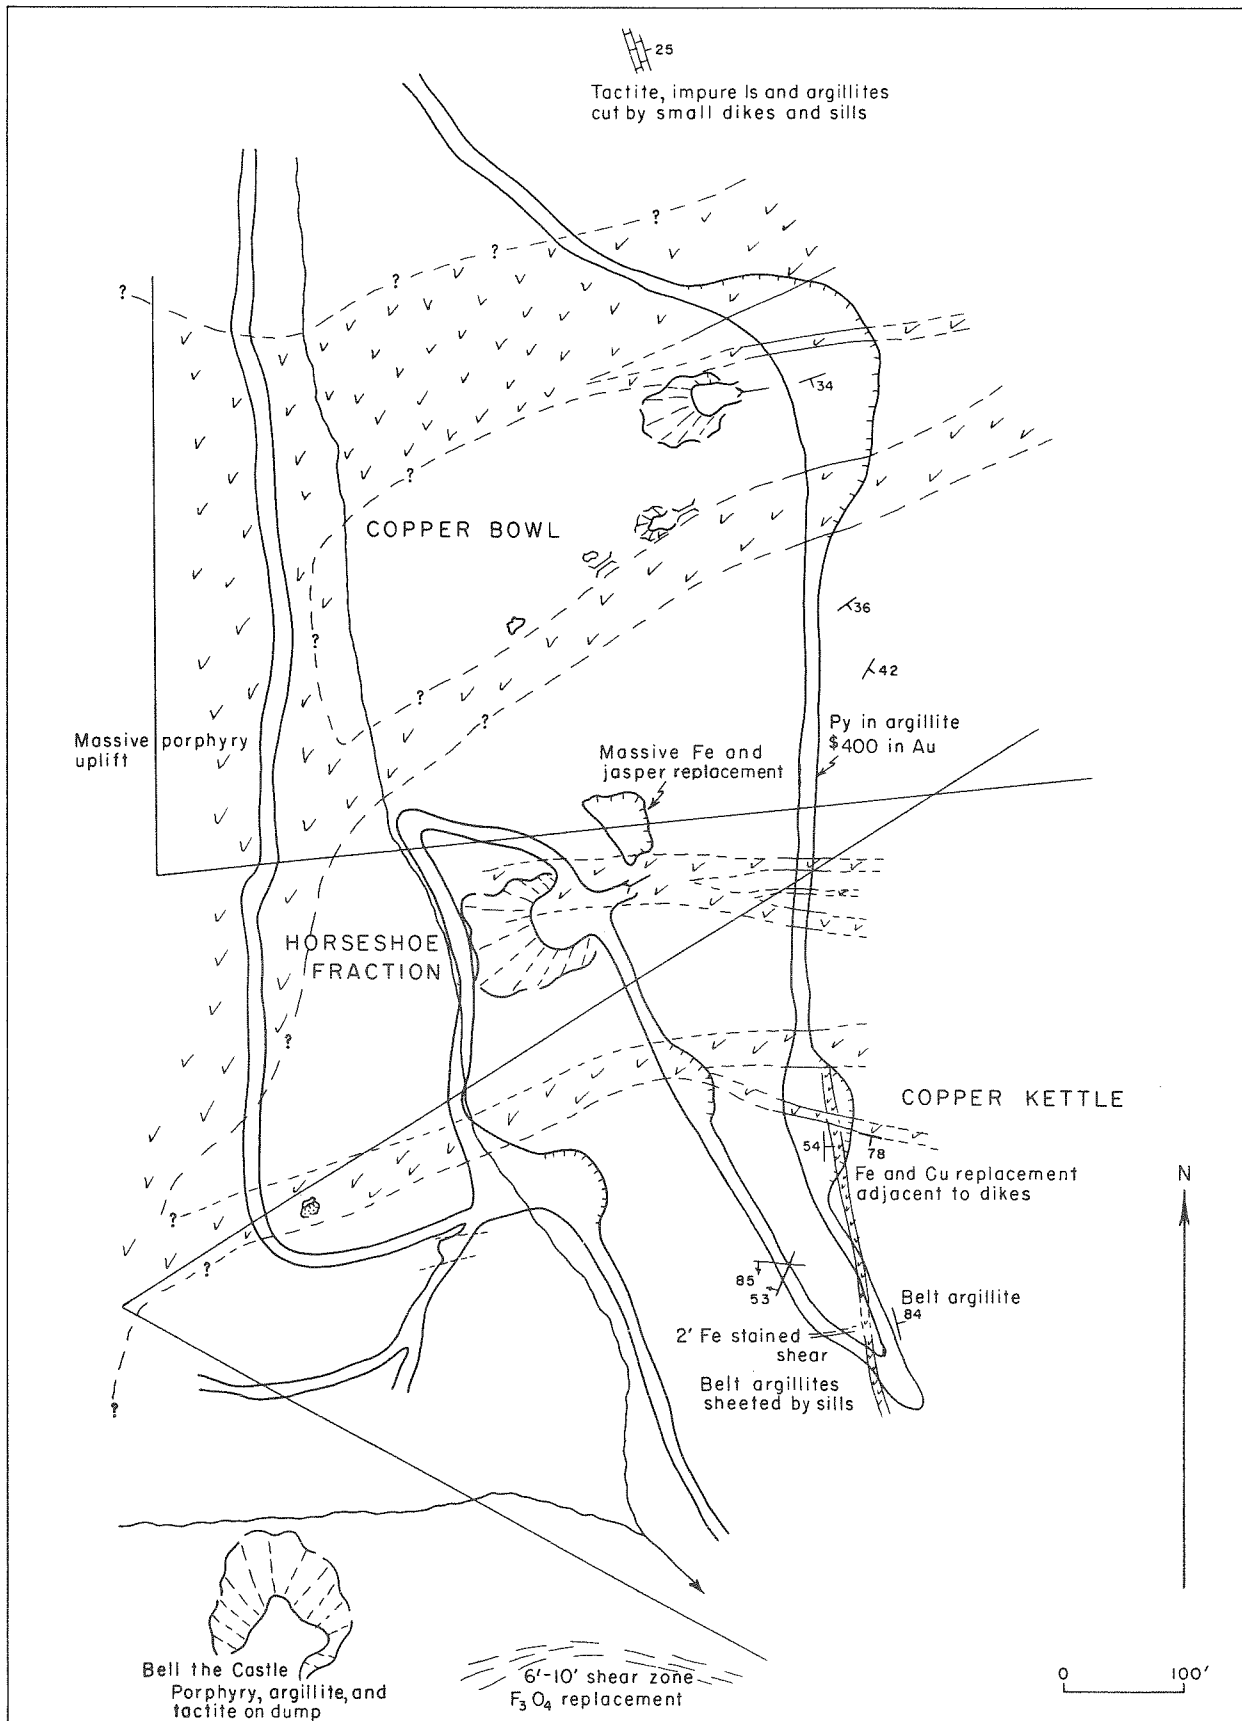 25
Tactite, impure ls and argillites
cut by small dikes and sills
?
?
?
?
34
?
COPPER BOWL
36
?
42
?
?
Py in argillite
$400 in Au
Massive porphyry
uplift
Massive Fe and
jasper replacement
?
HORSESHOE
FRACTION
?
COPPER KETTLE
54
78
Fe and Cu replacement
adjacent to dikes
N
?
?
85
53
Belt argillite
84
2' Fe stained
shear
Belt argillites
sheeted by sills
?
Bell the Castle
Porphyry, argillite, and
tactite on dump
6'-10' shear zone
F₃O₄ replacement
0 100'